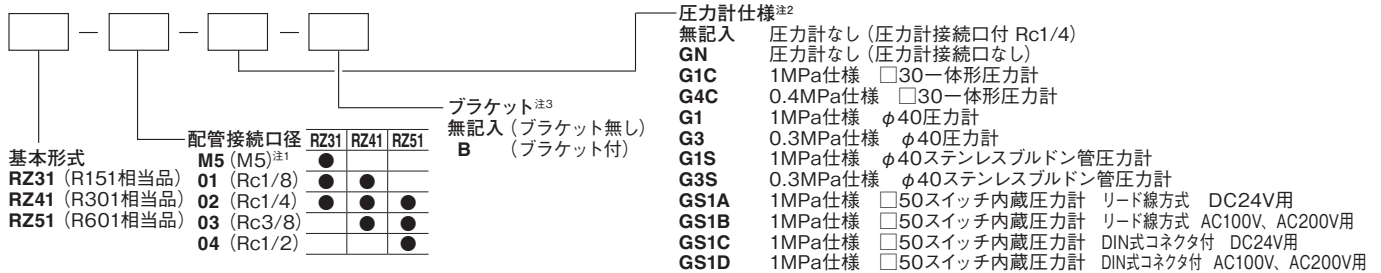 基本形式
RZ31（R151相当品）
RZ41（R301相当品）
RZ51（R601相当品）
配管接続口径 RZ31 RZ41 RZ51
M5（M5）注1 ●
01（Rc1/8） ● ●
02（Rc1/4） ● ● ●
03（Rc3/8） ● ●
04（Rc1/2） ●
ブラケット注3
無記入（ブラケット無し）
B （ブラケット付）
圧力計仕様注2
無記入 圧力計なし（圧力計接続口付 Rc1/4）
GN 圧力計なし（圧力計接続口なし）
G1C 1MPa仕様 □30一体形圧力計
G4C 0.4MPa仕様 □30一体形圧力計
G1 1MPa仕様 φ40圧力計
G3 0.3MPa仕様 φ40圧力計
G1S 1MPa仕様 φ40ステンレスブルドン管圧力計
G3S 0.3MPa仕様 φ40ステンレスブルドン管圧力計
GS1A 1MPa仕様 □50スイッチ内蔵圧力計 リード線方式 DC24V用
GS1B 1MPa仕様 □50スイッチ内蔵圧力計 リード線方式 AC100V、AC200V用
GS1C 1MPa仕様 □50スイッチ内蔵圧力計 DIN式コネクタ付 DC24V用
GS1D 1MPa仕様 □50スイッチ内蔵圧力計 DIN式コネクタ付 AC100V、AC200V用